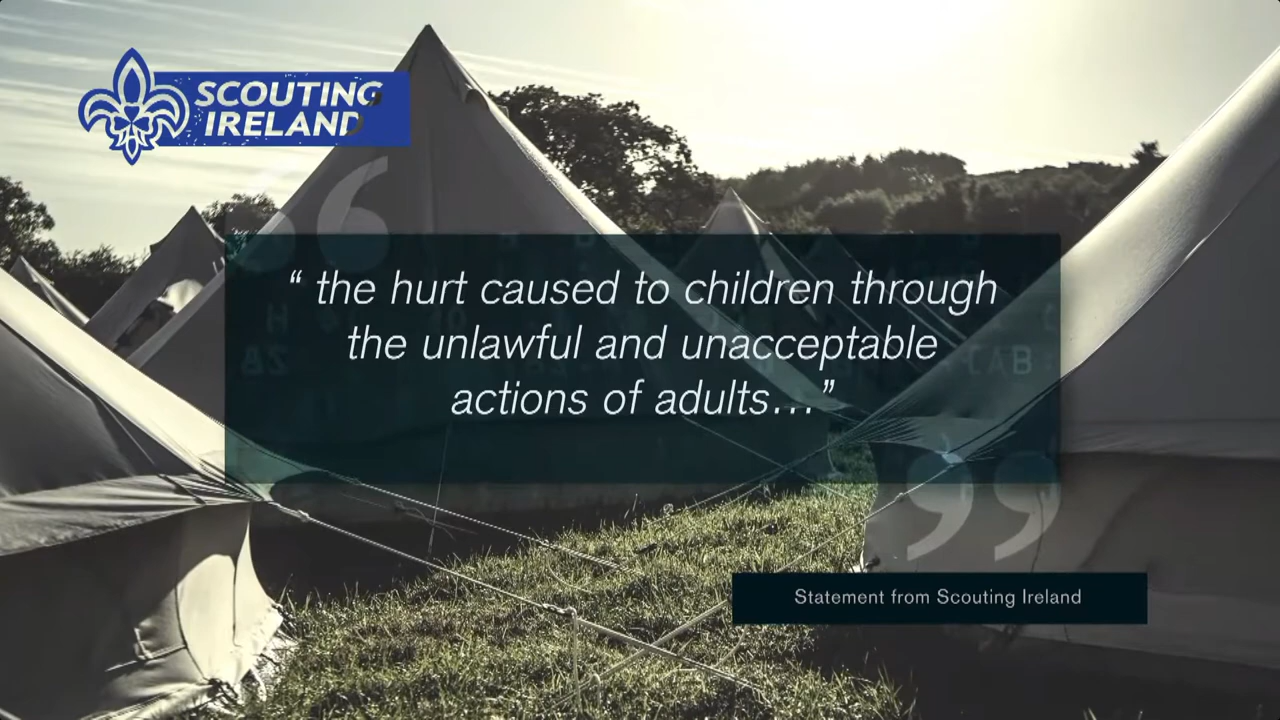 SCOUTING
IRELAND
“ the hurt caused to children through
the unlawful and unacceptable
actions of adults...”
Statement from Scouting Ireland